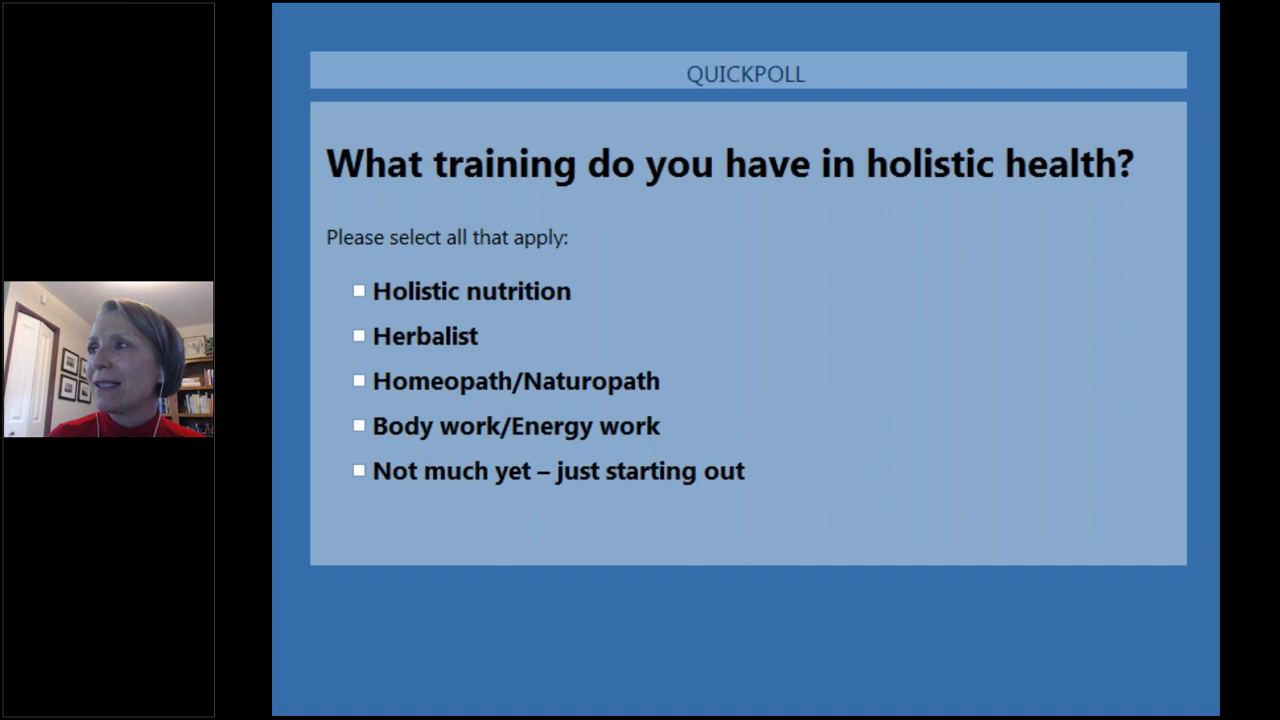 QUICKPOLL
What training do you have in holistic health?
Please select all that apply:
Holistic nutrition
Herbalist
Homeopath/Naturopath
Body work/Energy work
Not much yet – just starting out